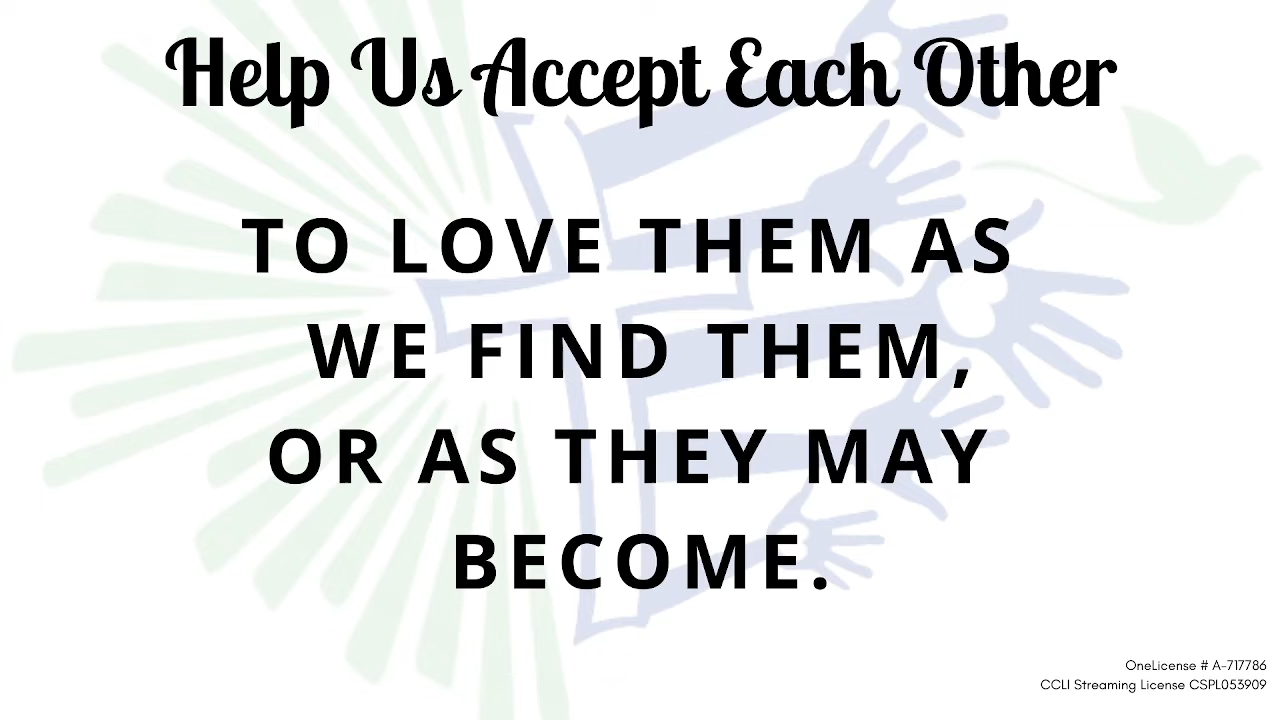 Help Us Accept Each Other
TO LOVE THEM AS
WE FIND THEM,
OR AS THEY MAY
BECOME.
OneLicense # A-717786
CCLI Streaming License CSPL053909